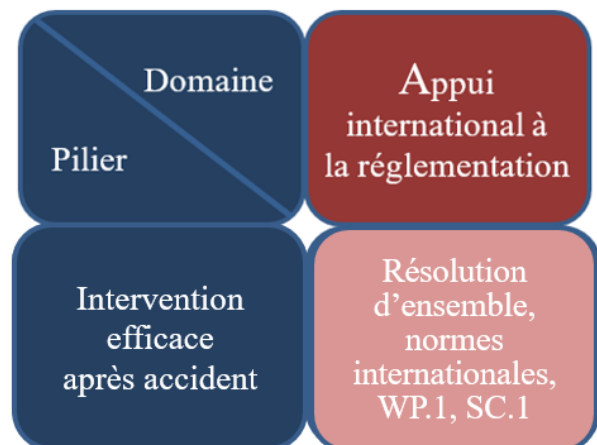 Domaine
Pilier
Appui
international à
la réglementation
Intervention
efficace
après accident
Résolution
d’ensemble,
normes
internationales,
WP.1, SC.1